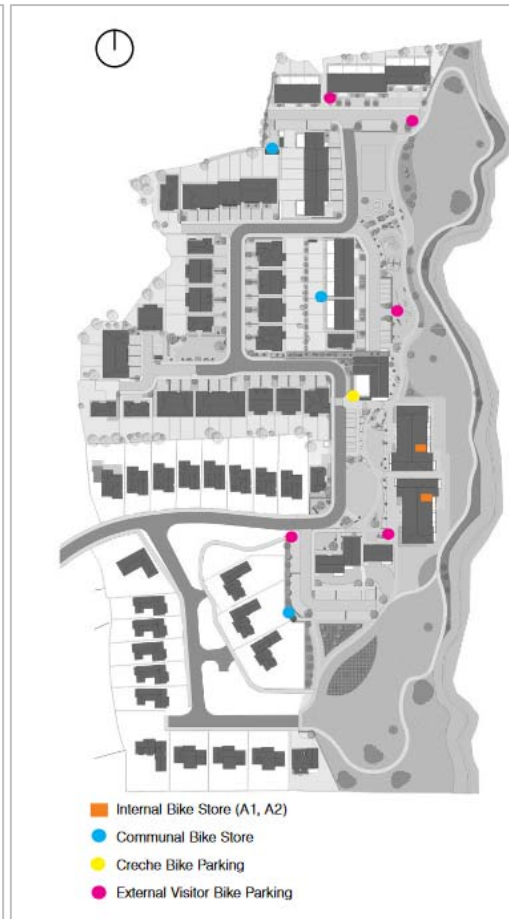 Internal Bike Store (A1, A2)
Communal Bike Store
Creche Bike Parking
External Visitor Bike Parking